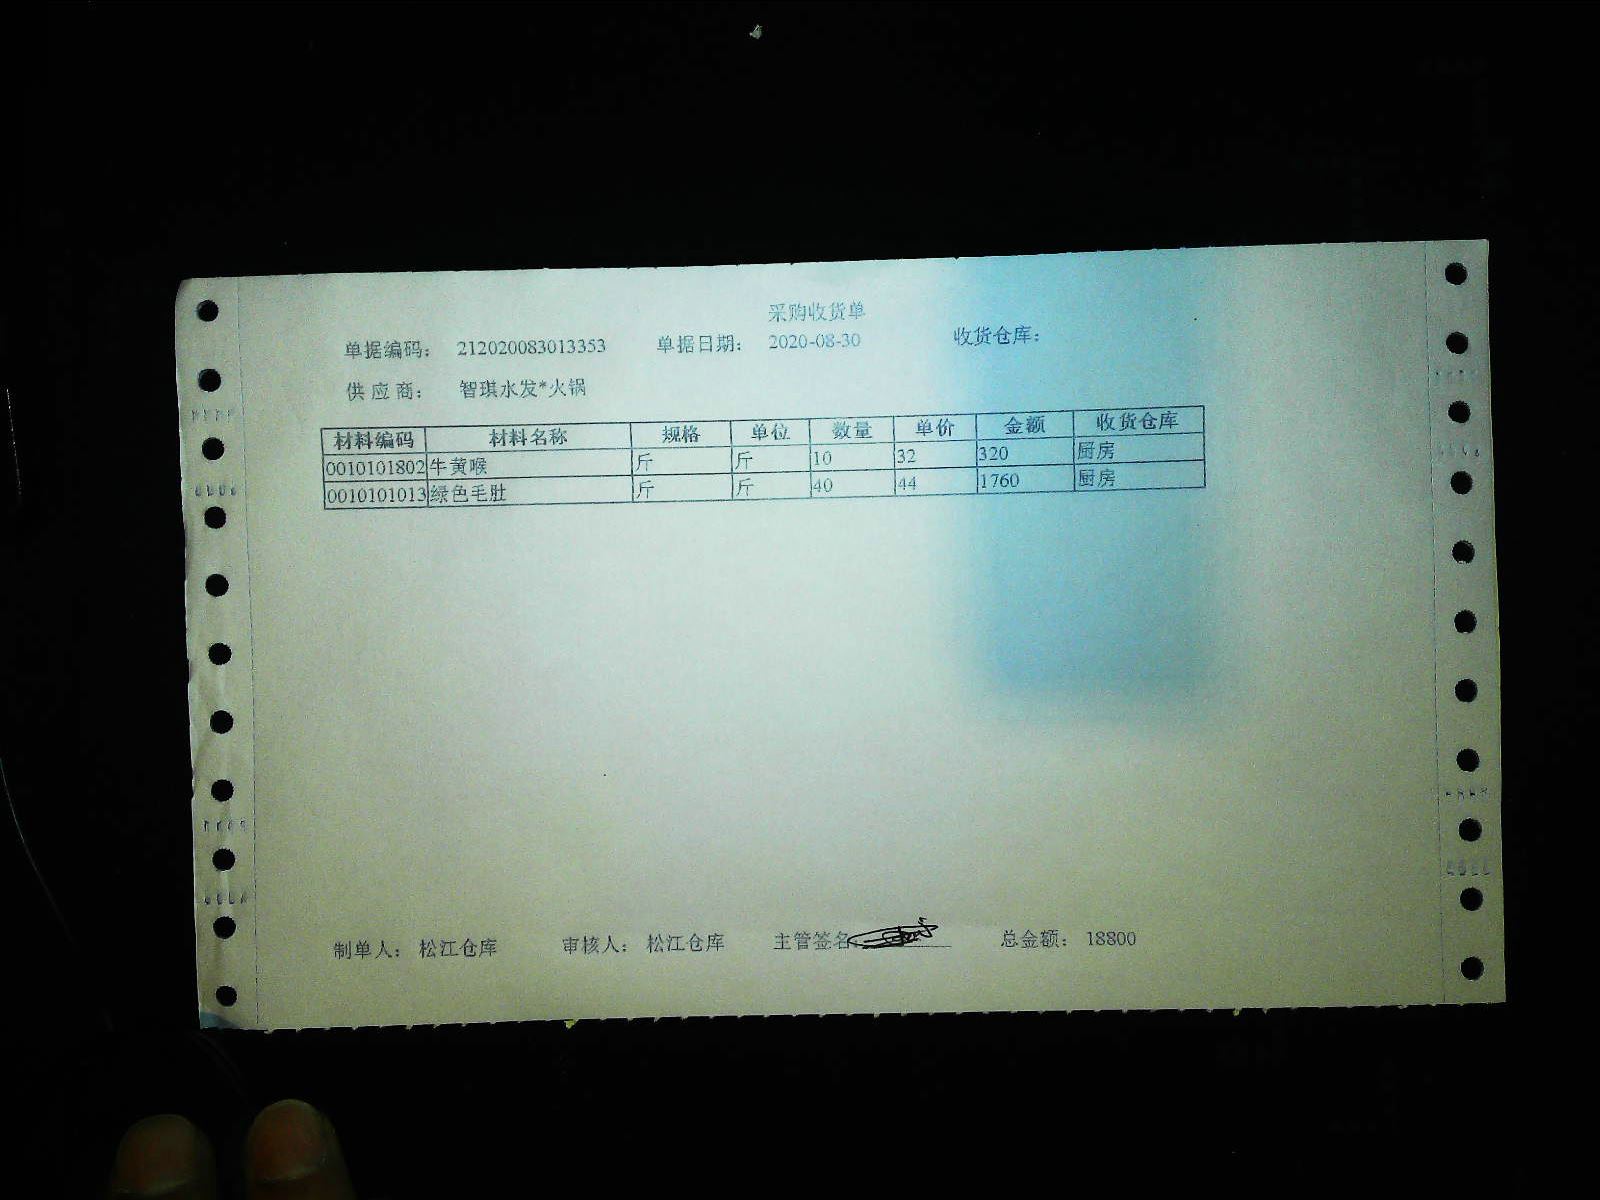 采购收货单
单据编码： 212020083013353 单据日期： 2020-08-30 收货仓库：
供 应 商： 智琪水发*火锅
材料编码 材料名称 规格 单位 数量 单价 金额 收货仓库
0010101802 牛黄喉 斤 斤 10 32 320 厨房
0010101013 绿色毛肚 斤 斤 40 44 1760 厨房
制单人： 松江仓库 审核人： 松江仓库 主管签名 总金额： 18800